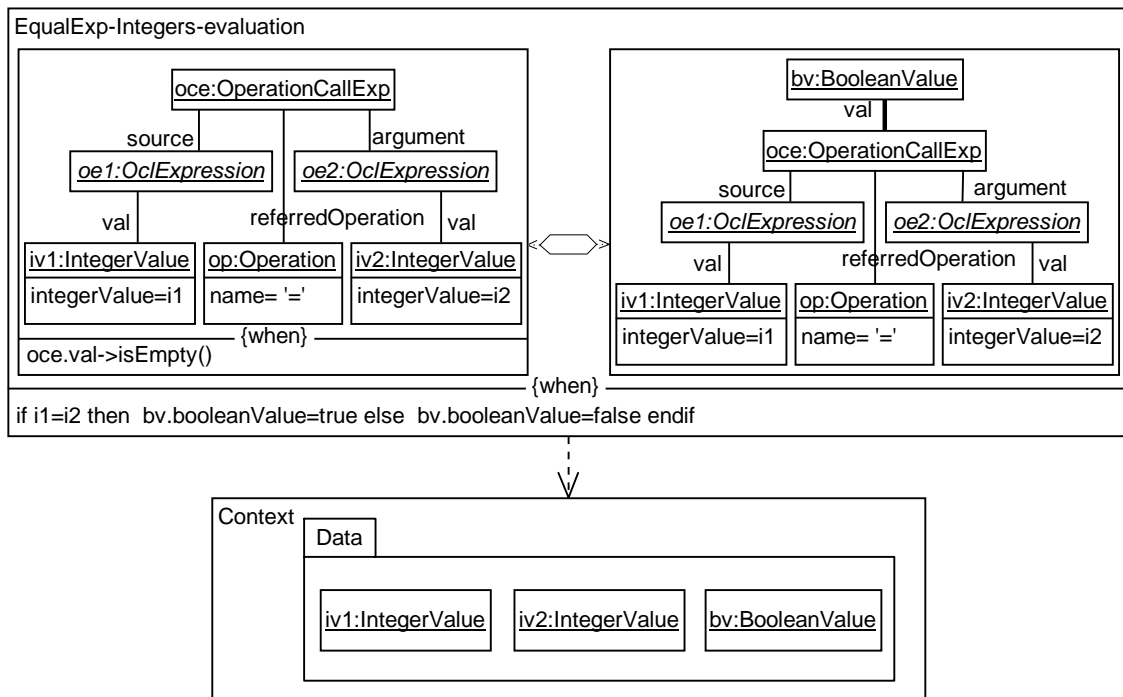 EqualExp-Integers-evaluation
oce:OperationCallExp
source
argument
oe1:OclExpression
oe2:OclExpression
val
referredOperation
val
iv1:IntegerValue
op:Operation
iv2:IntegerValue
integerValue=i1
name= '='
integerValue=i2
{when}
oce.val->isEmpty()
bv:BooleanValue
val
oce:OperationCallExp
source
argument
oe1:OclExpression
oe2:OclExpression
val
referredOperation
val
iv1:IntegerValue
op:Operation
iv2:IntegerValue
integerValue=i1
name= '='
integerValue=i2
{when}
if i1=i2 then  bv.booleanValue=true else  bv.booleanValue=false endif
Context
Data
iv1:IntegerValue
iv2:IntegerValue
bv:BooleanValue